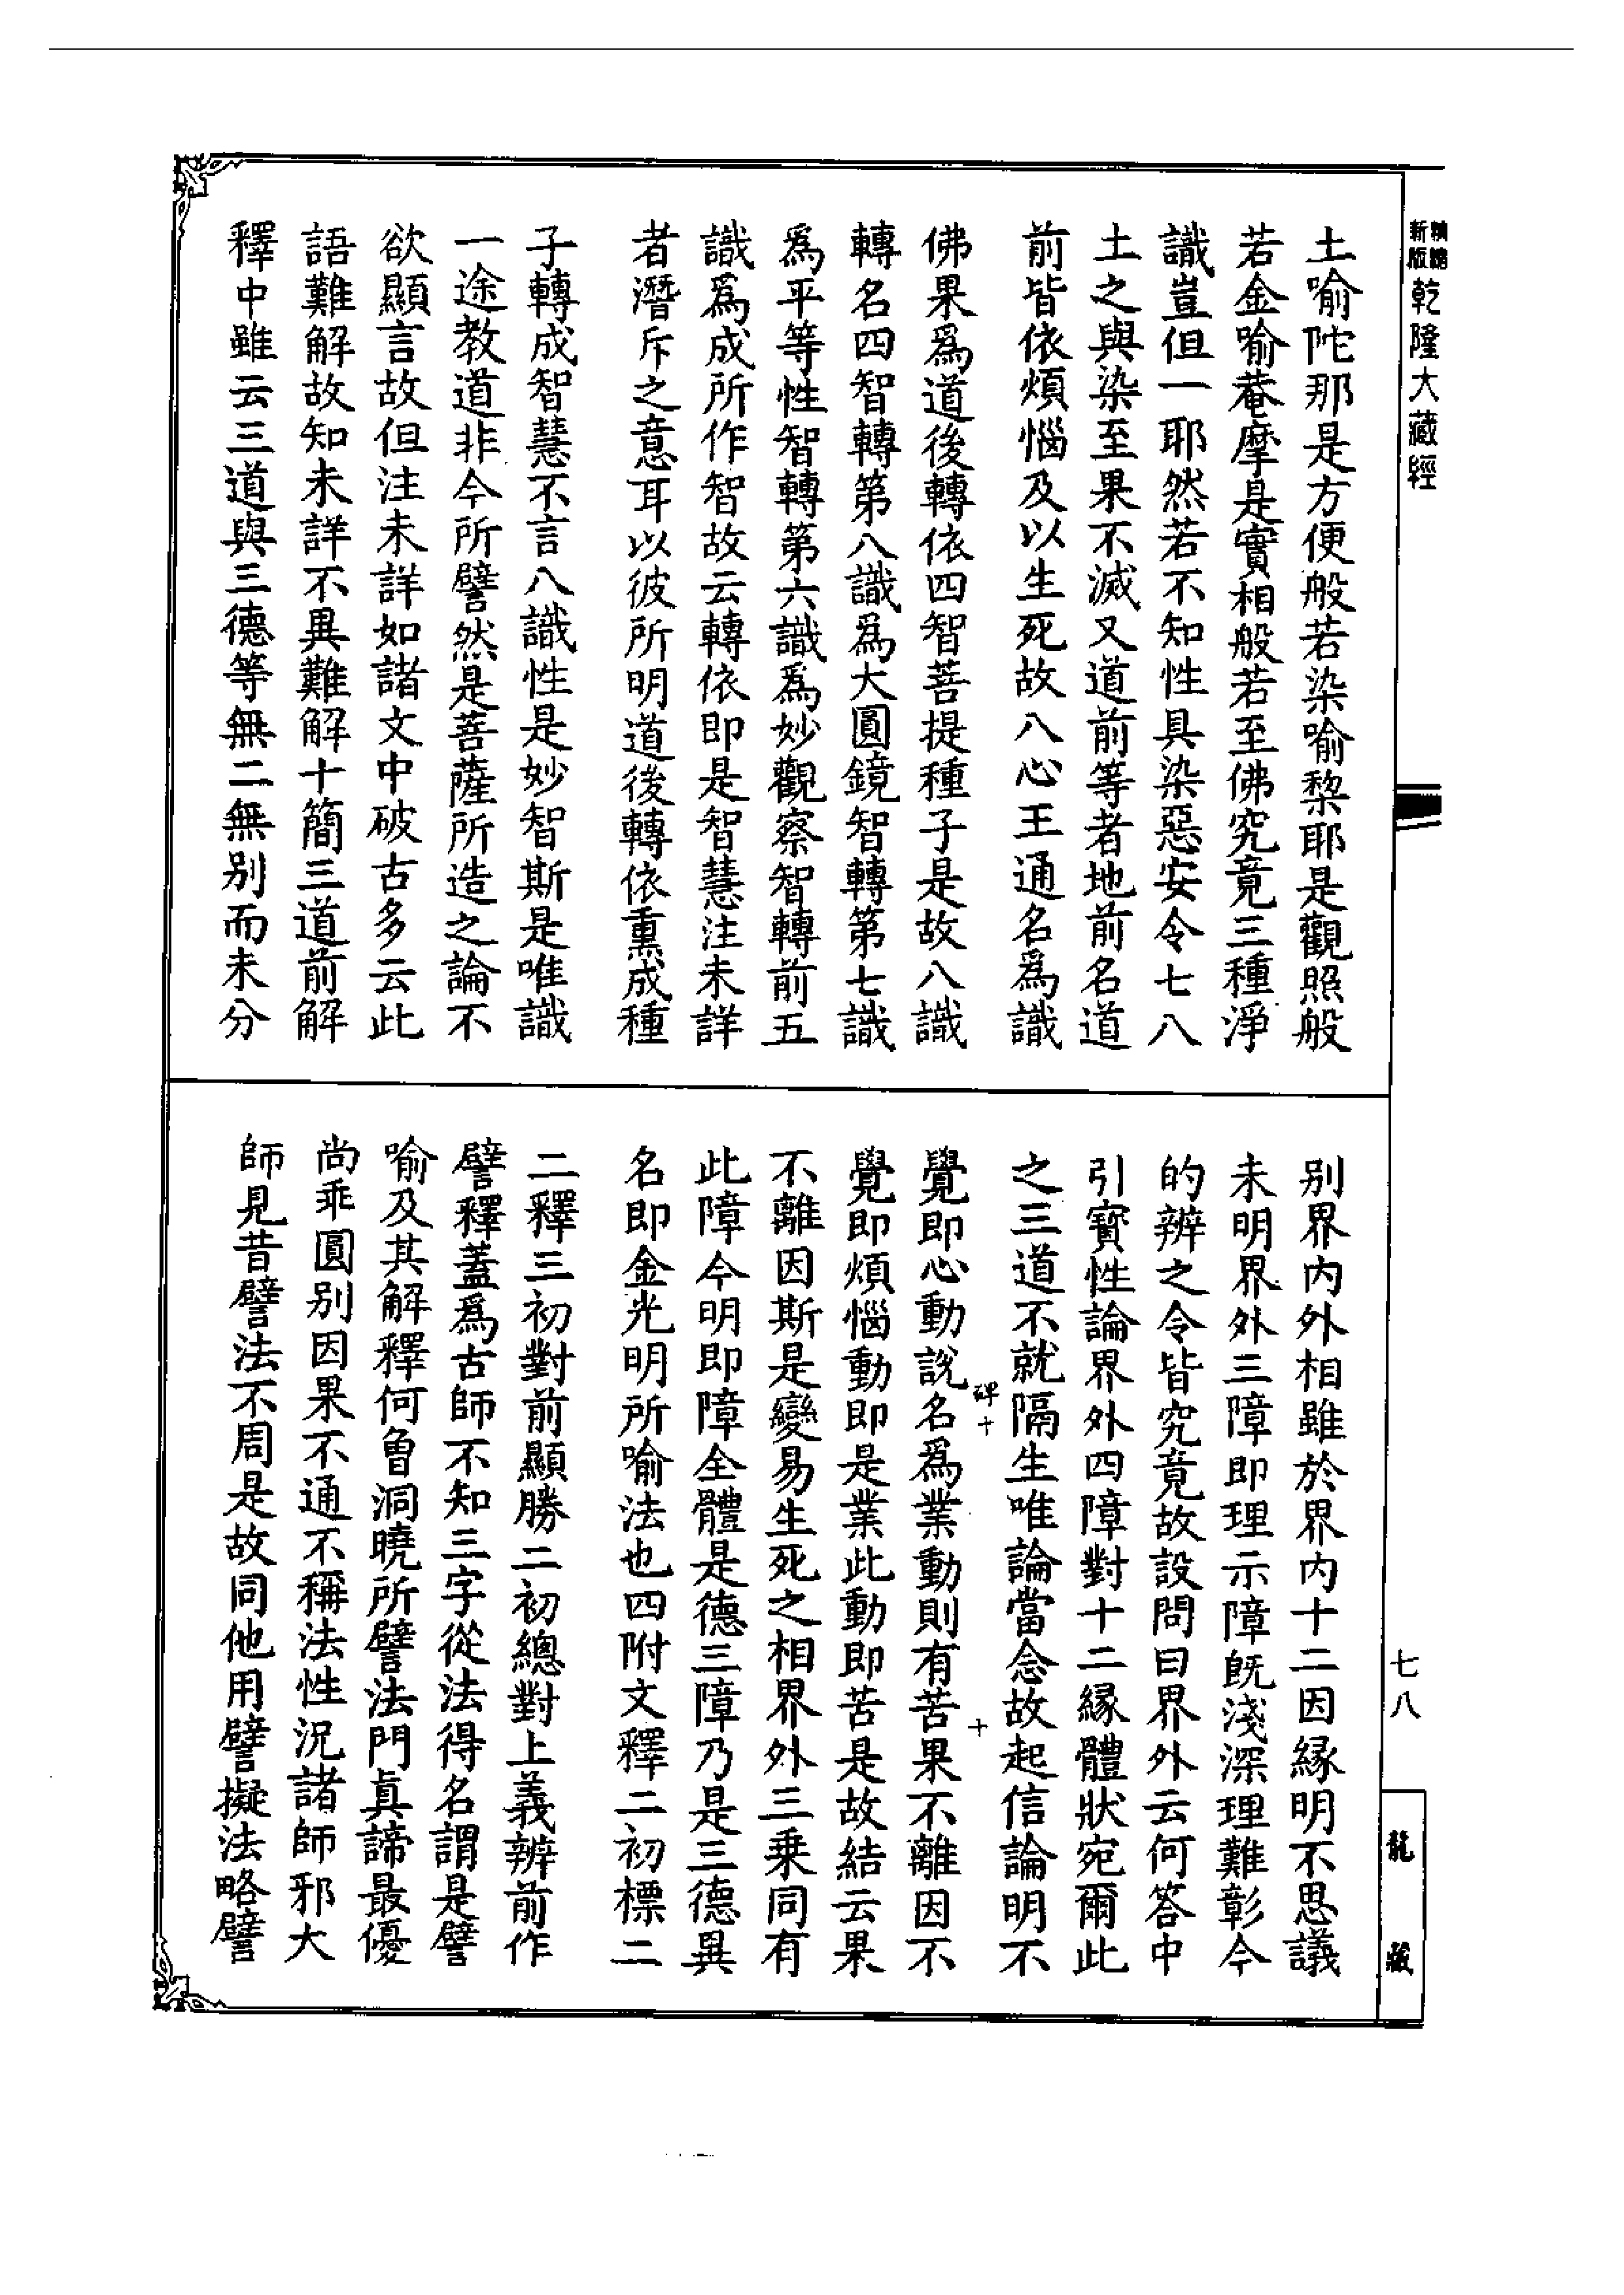 新版
精縮
乾隆大藏經
土喻陀那是方便般若染喻黎耶是觀照般
若金喻菴摩是實相般若至佛究竟三種淨
識豈但一耶然若不知性具染惡安令七八
土之與染至果不滅又道前等者地前名道
前皆依煩惱及以生死故八心王通名為識
佛果為道後轉依四智菩提種子是故八識
轉名四智轉第八識為大圓鏡智轉第七識
為平等性智轉第六識為妙觀察智轉前五
識為成所作智故云轉依即是智慧注未詳
者潛斥之意耳以彼所明道後轉依熏成種
子轉成智慧不言八識性是妙智斯是唯識
一途教道非今所譬然是菩薩所造之論不
欲顯言故但注未詳如諸文中破古多云此
語難解故知未詳不異難解十簡三道前解
釋中雖云三道與三德等無二無別而未分
別界內外相雖於界內十二因緣明不思議
未明界外三障即理示障既淺深理難彰今
的辨之令皆究竟故設問曰界外云何答中
引寶性論界外四障對十二緣體狀宛爾此
之三道不就隔生唯論當念故起信論明不
覺即心動說名為業動則有苦果不離因不
覺即煩惱動即是業此動即苦是故結云果
不離因斯是變易生死之相界外三乘同有
此障今明即障全體是德三障乃是三德異
名即金光明所喻法也四附文釋二初標二
二釋三初對前顯勝二初總對上義辨前作
譬釋蓋為古師不知三字從法得名謂是譬
喻及其解釋何曾洞曉所譬法門真諦最優
尚乖圓別因果不通不稱法性況諸師邪大
師見昔譬法不周是故同他用譬擬法略譬
七八
龍藏